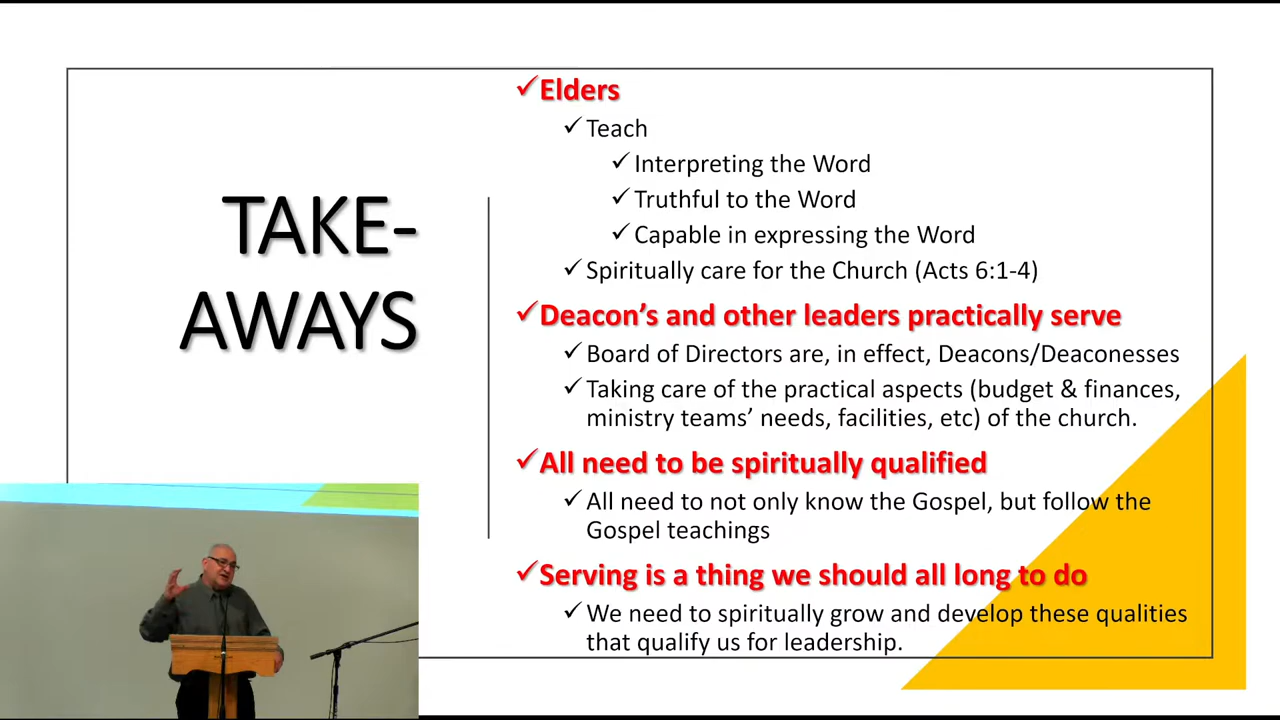 TAKE-
AWAYS
✓Elders
✓Teach
✓Interpreting the Word
✓Truthful to the Word
✓Capable in expressing the Word
✓Spiritually care for the Church (Acts 6:1-4)
✓Deacon’s and other leaders practically serve
✓Board of Directors are, in effect, Deacons/Deaconesses
✓Taking care of the practical aspects (budget & finances,
ministry teams’ needs, facilities, etc) of the church.
✓All need to be spiritually qualified
✓All need to not only know the Gospel, but follow the
Gospel teachings
✓Serving is a thing we should all long to do
✓We need to spiritually grow and develop these qualities
that qualify us for leadership.